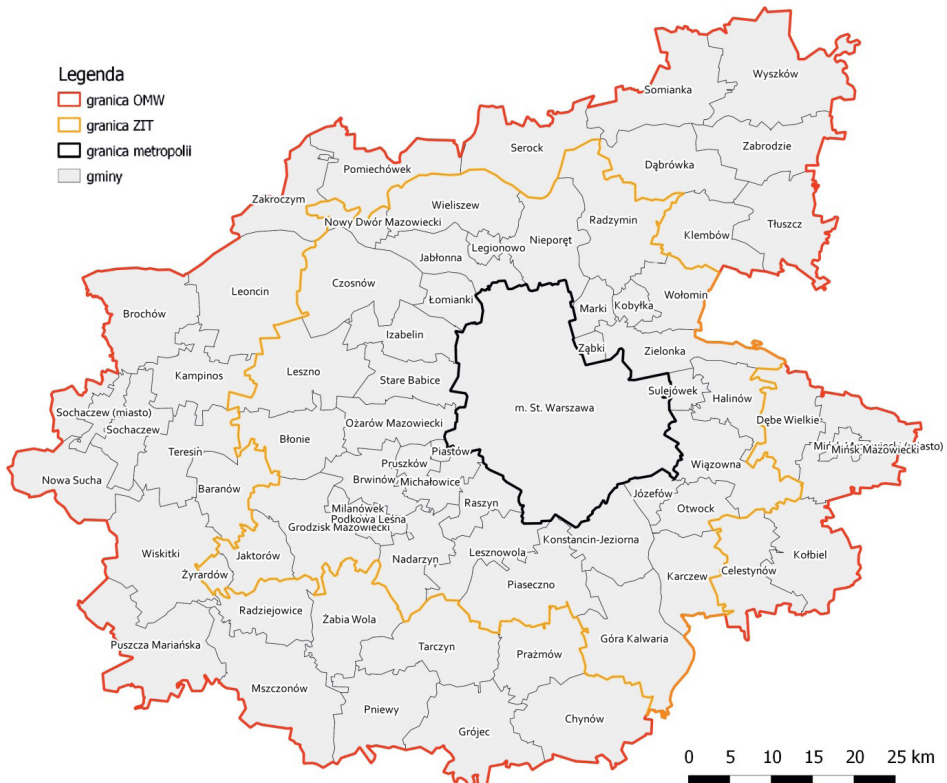 Legenda
granica OMW
granica ZIT
granica metropolii
gminy
Wyszków
Somianka
Serock
Zabrodzie
Dąbrówka
Pomiechówek
Zakroczym
Wieliszew
Nowy Dwór Mazowiecki
Radzymin
Tłuszcz
Klembów
Legionowo
Nieporęt
Jabłonna
Czosnów
Leoncin
Łomianki
Wołomin
Brochów
Marki
Kobyłka
Izabelin
Ząbki
Zielonka
Leszno
Kampinos
Stare Babice
Sulejówek
Halinów
m. St. Warszawa
Sochaczew (miasto)
Dębe Wielkie
Ożarów Mazowiecki
Sochaczew
Błonie
Mińsk Mazowiecki (miasto)
Mińsk Mazowiecki
Teresin
Piastów
Pruszków
Wiązowna
Nowa Sucha
Brwinów
Michałowice
Baranów
Józefów
Raszyn
Otwock
Milanówek
Podkowa Leśna
Grodzisk Mazowiecki
Konstancin-Jeziorna
Wiskitki
Lesznowola
Jaktorów
Nadarzyn
Kołbiel
Żyrardów
Karczew
Celestynów
Piaseczno
Radziejowice
Żabia Wola
Góra Kalwaria
Puszcza Mariańska
Tarczyn
Prażmów
Mszczonów
Pniewy
Chynów
Grójec
0 5 10 15 20 25 km